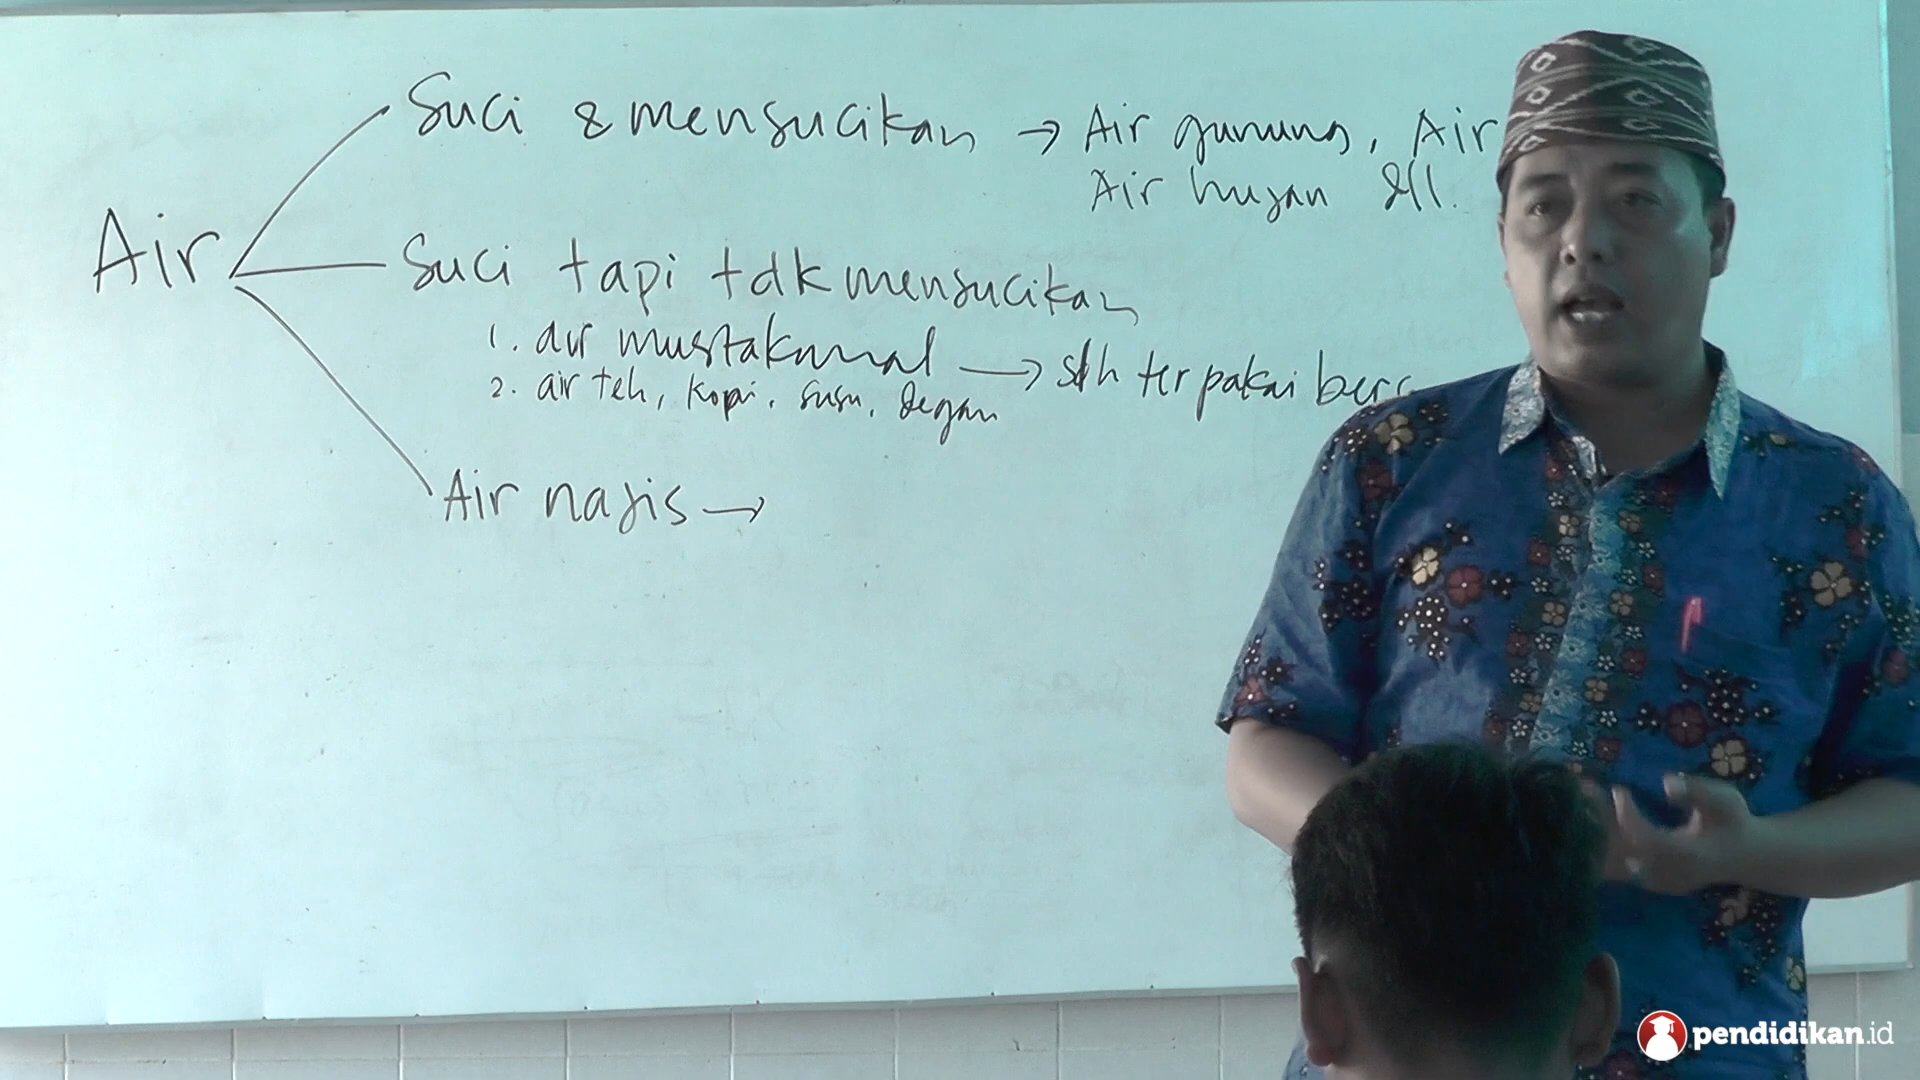 Suci & mensucikan → Air gunung, Air
Air hujan dll.
Air
Suci tapi tdk mensucikan
1. air mustakmal → sdh terpakai
2. air teh, kopi, susu, degan
Air najis →
pendidikan.id